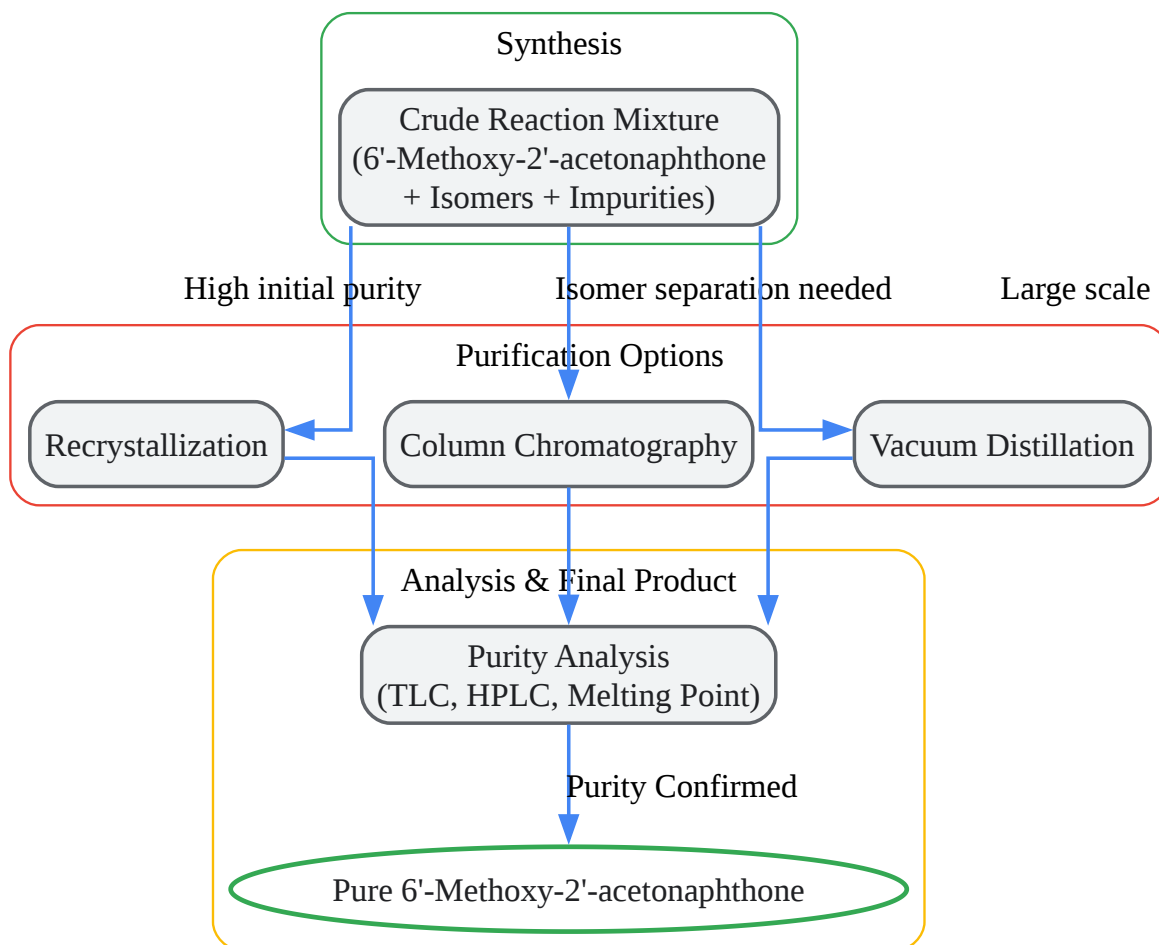 Synthesis
Crude Reaction Mixture
(6'-Methoxy-2'-acetonaphthone
+ Isomers + Impurities)
High initial purity
Isomer separation needed
Large scale
Purification Options
Recrystallization
Column Chromatography
Vacuum Distillation
Analysis & Final Product
Purity Analysis
(TLC, HPLC, Melting Point)
Purity Confirmed
Pure 6'-Methoxy-2'-acetonaphthone